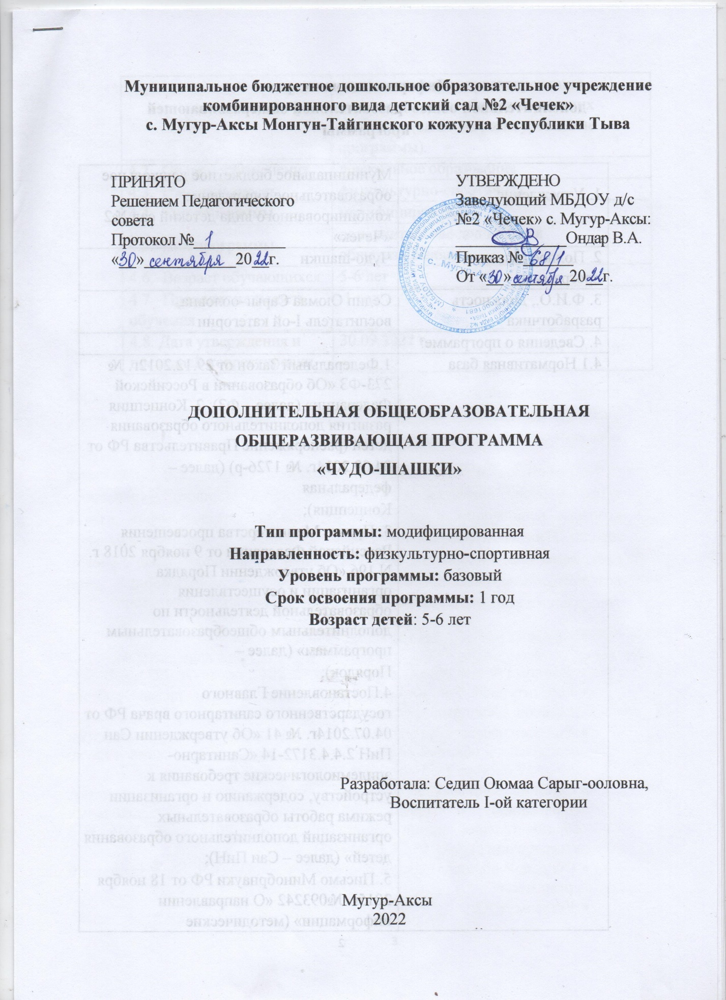 Муниципальное бюджетное дошкольное образовательное учреждение
комбинированного вида детский сад №2 «Чечек»
с. Мугур-Аксы Монгун-Тайгинского кожууна Республики Тыва
ПРИНЯТО
Решением Педагогического
совета
Протокол № 1
«30» сентября 2022г.
УТВЕРЖДЕНО
Заведующий МБДОУ д/с
№2 «Чечек» с. Мугур-Аксы:
Ондар В.А.
Приказ № 68/1
От «30» сентября 2022г.
МБДОУ
с. Мугур-Ак
ДОПОЛНИТЕЛЬНАЯ ОБЩЕОБРАЗОВАТЕЛЬНАЯ
ОБЩЕРАЗВИВАЮЩАЯ ПРОГРАММА
«ЧУДО-ШАШКИ»
Тип программы: модифицированная
Направленность: физкультурно-спортивная
Уровень программы: базовый
Срок освоения программы: 1 год
Возраст детей: 5-6 лет
Разработала: Седип Оюмаа Сарыг-ооловна,
Воспитатель I-ой категории
Мугур-Аксы
2022